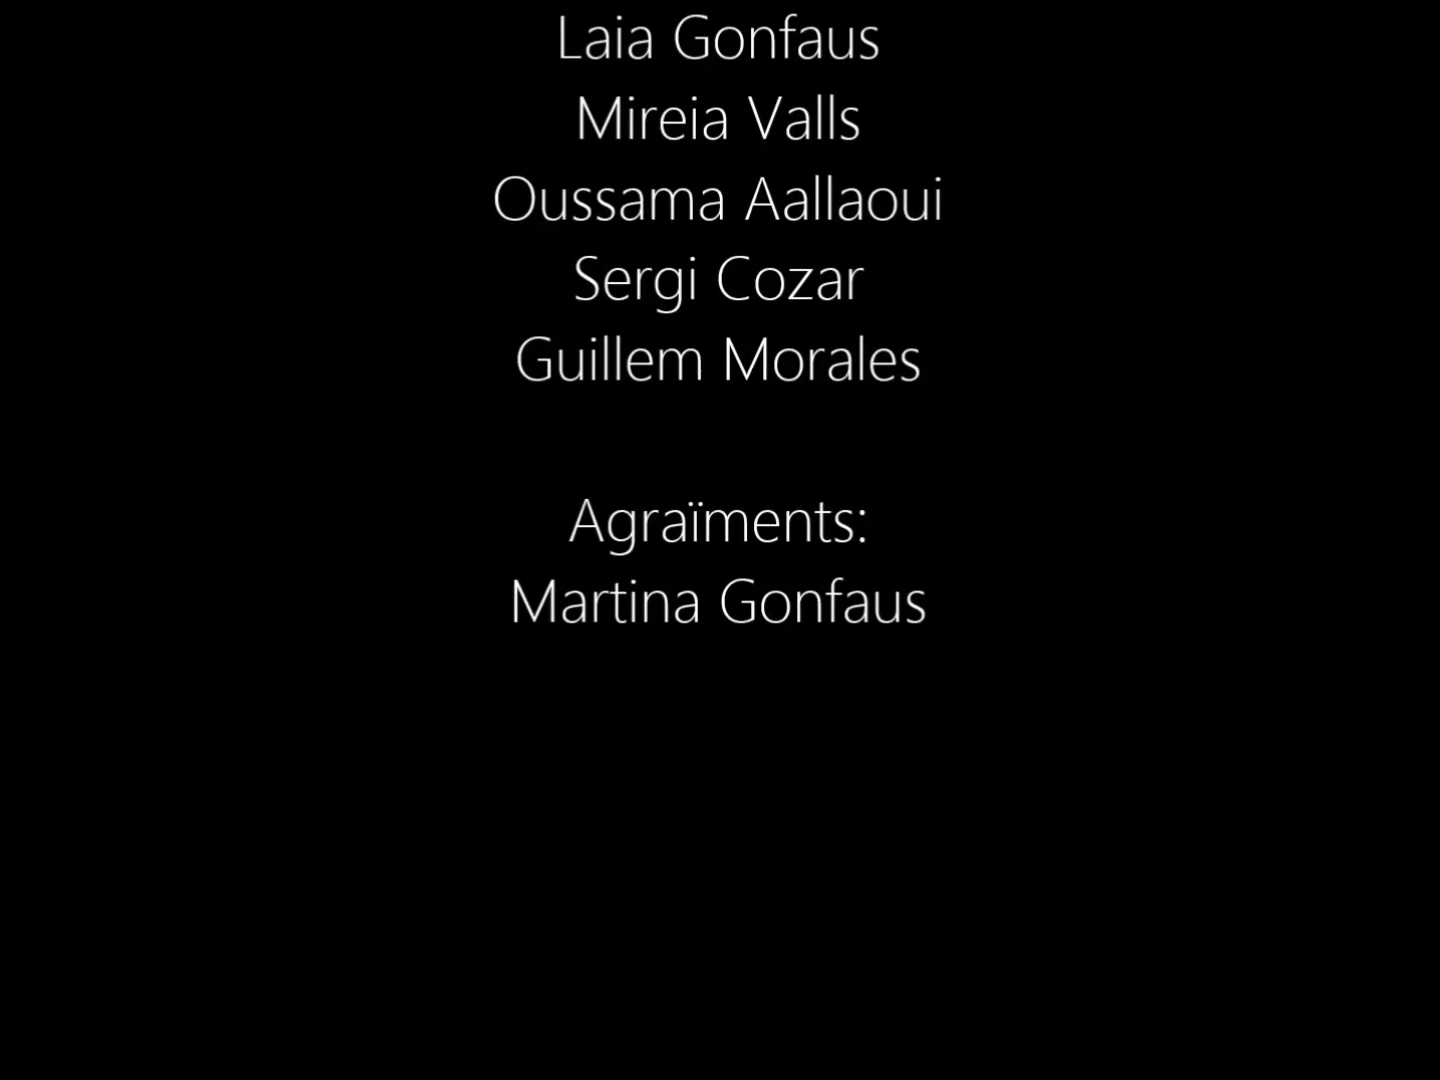 Laia Gonfaus
Mireia Valls
Oussama Aallaoui
Sergi Cozar
Guillem Morales
Agraïments:
Martina Gonfaus